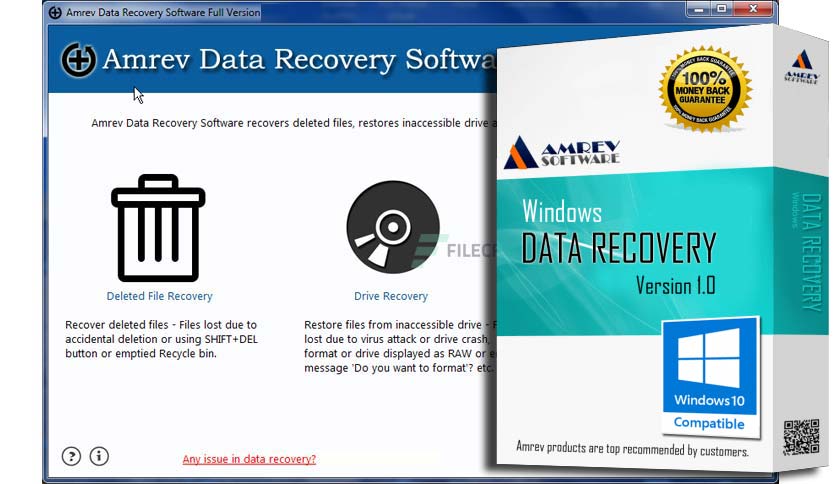 Amrev Data Recovery Software Full Version
Amrev Data Recovery Softwa
Amrev Data Recovery Software recovers deleted files, restores inaccessible drive a
Deleted File Recovery
Recover deleted files - Files lost due to
accidental deletion or using SHIFT+DEL
button or emptied Recycle bin.
Drive Recovery
Restore files from inaccessible drive - F
lost due to virus attack or drive crash,
format or drive displayed as RAW or e
message 'Do you want to format'? etc.
Any issue in data recovery?
FILECR
100%
MONEY BACK
GUARANTEE
AMREV
SOFTWARE
Windows
DATA RECOVERY
Version 1.0
Windows 10
Compatible
Amrev products are top recommended by customers.
AMREV
SOFTWARE
DATA RECOVERY
Windows